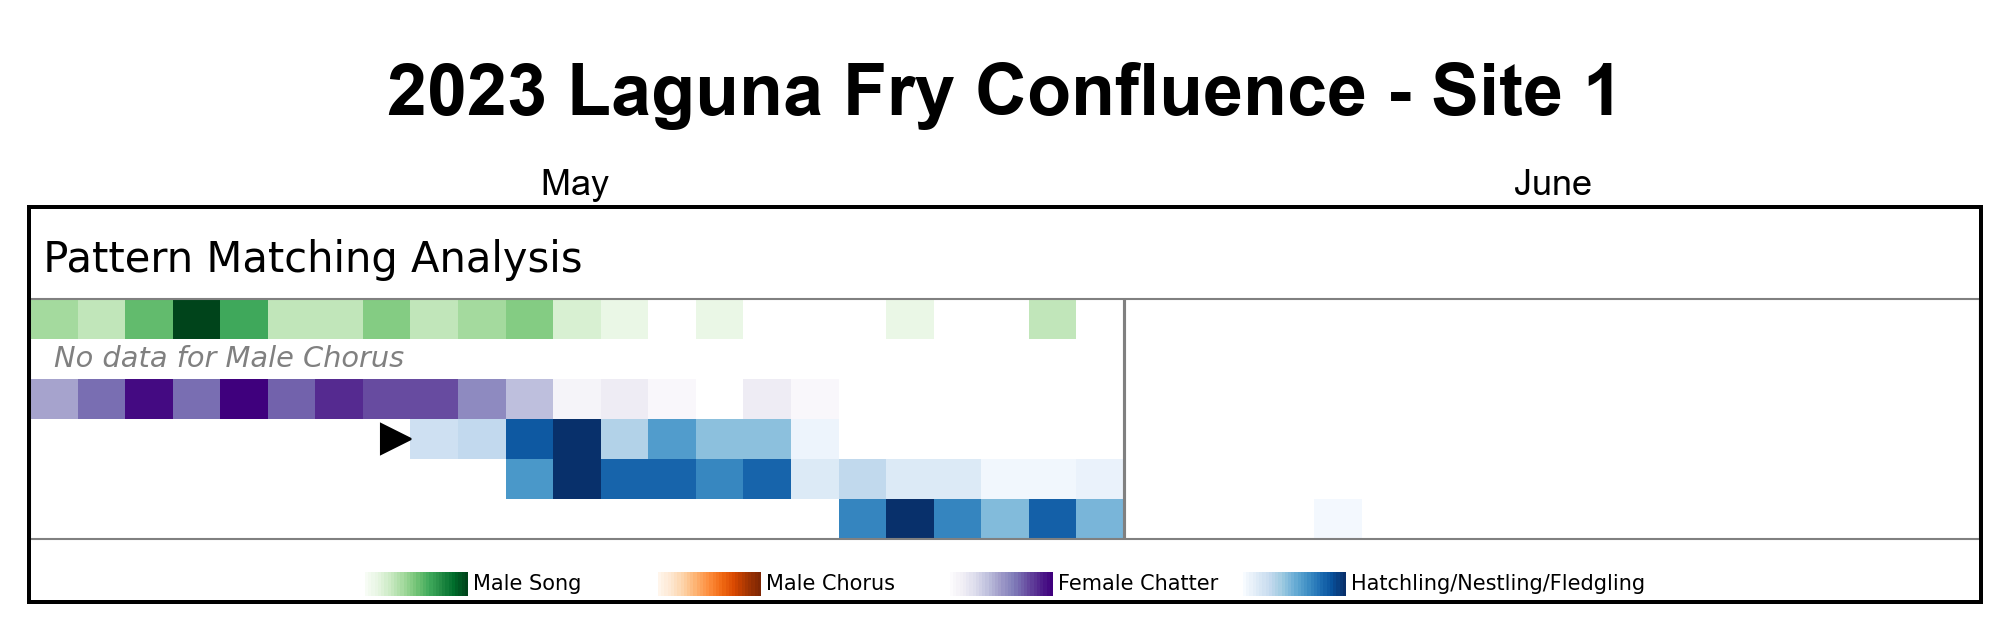 2023 Laguna Fry Confluence - Site 1
May June
Pattern Matching Analysis
No data for Male Chorus
Male Song Male Chorus Female Chatter Hatchling/Nestling/Fledgling